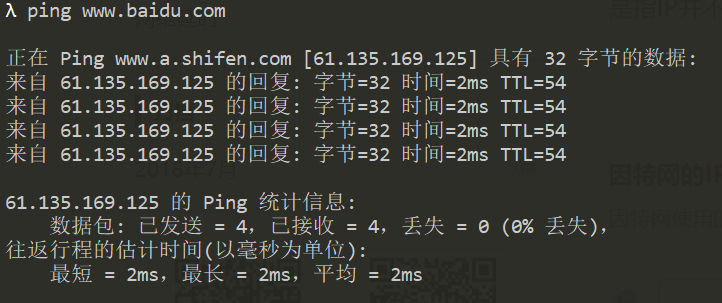 λ ping www.baidu.com
正在 Ping www.a.shifen.com [61.135.169.125] 具有 32 字节的数据:
来自 61.135.169.125 的回复: 字节=32 时间=2ms TTL=54
来自 61.135.169.125 的回复: 字节=32 时间=2ms TTL=54
来自 61.135.169.125 的回复: 字节=32 时间=2ms TTL=54
来自 61.135.169.125 的回复: 字节=32 时间=2ms TTL=54
61.135.169.125 的 Ping 统计信息:
数据包: 已发送 = 4，已接收 = 4，丢失 = 0 (0% 丢失)，
往返行程的估计时间(以毫秒为单位):
最短 = 2ms，最长 = 2ms，平均 = 2ms